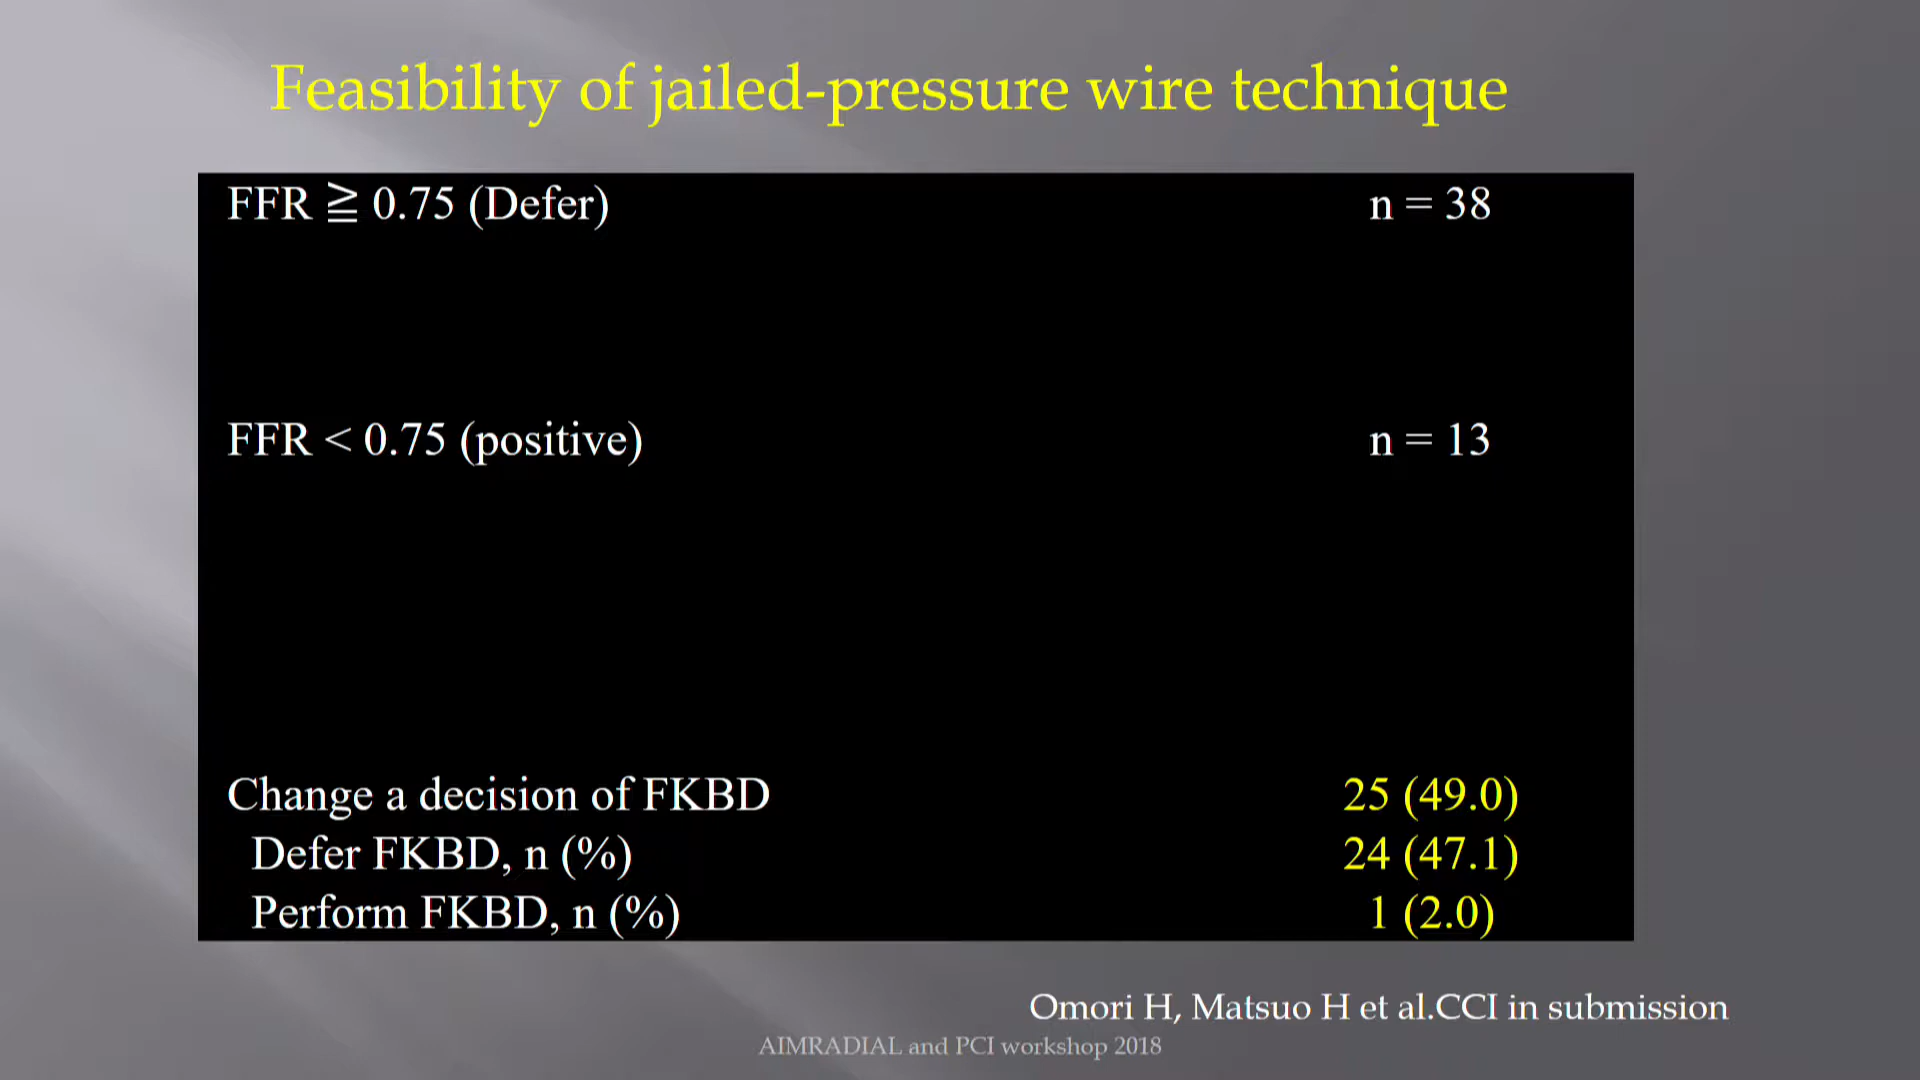 Feasibility of jailed-pressure wire technique
FFR ≧ 0.75 (Defer) n = 38
FFR < 0.75 (positive) n = 13
Change a decision of FKBD 25 (49.0)
Defer FKBD, n (%) 24 (47.1)
Perform FKBD, n (%) 1 (2.0)
Omori H, Matsuo H et al.CCI in submission
AIMRADIAL and PCI workshop 2018